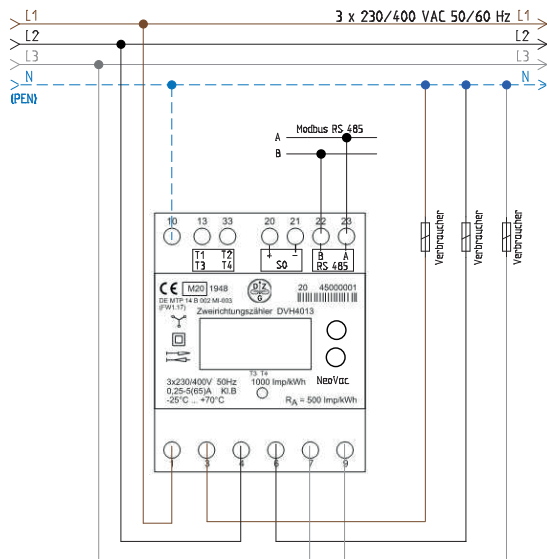 L1 3 x 230/400 VAC 50/60 Hz L1
L2 L2
L3 L3
N N
(PEN)
Modbus RS 485
A
B
Verbraucher
Verbraucher
Verbraucher
10 13 33 20 21 22 23
T1 T2 + - B A
T3 T4 S0 RS 485
CE M20 1948 20 45000001
DE MTP 14 B 002 MI-003
(FW1.17)
Zweirichtungszähler DVH4013
T3 T4
3x230/400V 50Hz 1000 Imp/kWh NeoVac
0,25-5(65)A Kl.B
-25°C ... +70°C RA = 500 Imp/kWh
1 3 4 6 7 9